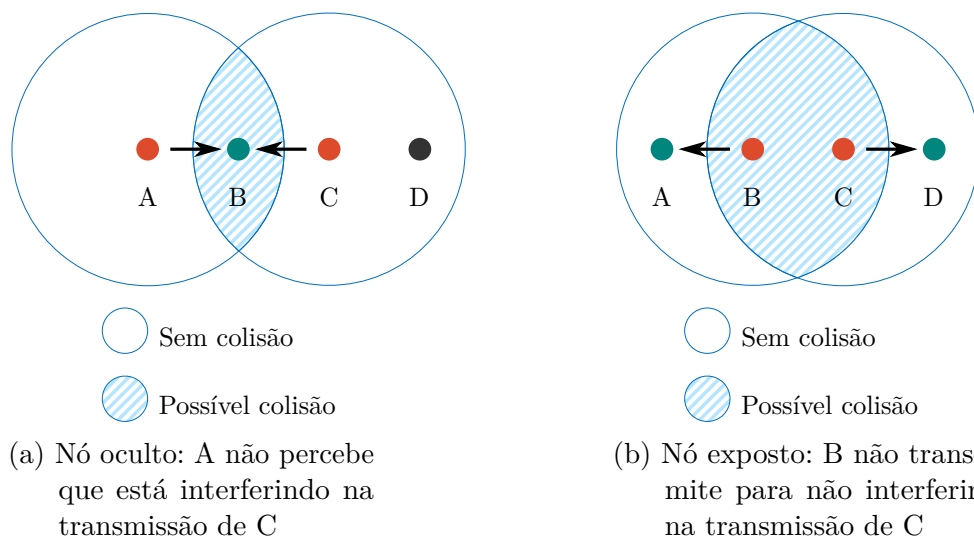 A B C D
A B C D
Sem colisão
Possível colisão
Sem colisão
Possível colisão
(a) Nó oculto: A não percebe
que está interferindo na
transmissão de C
(b) Nó exposto: B não trans
mite para não interferin
na transmissão de C